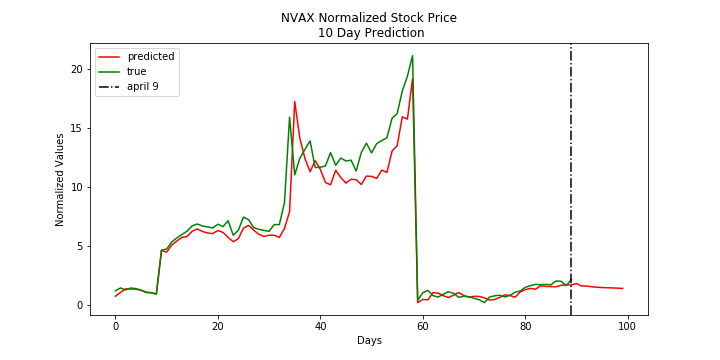 NVAX Normalized Stock Price
10 Day Prediction
predicted
true
april 9
Normalized Values
20
15
10
5
0
0 20 40 60 80 100
Days